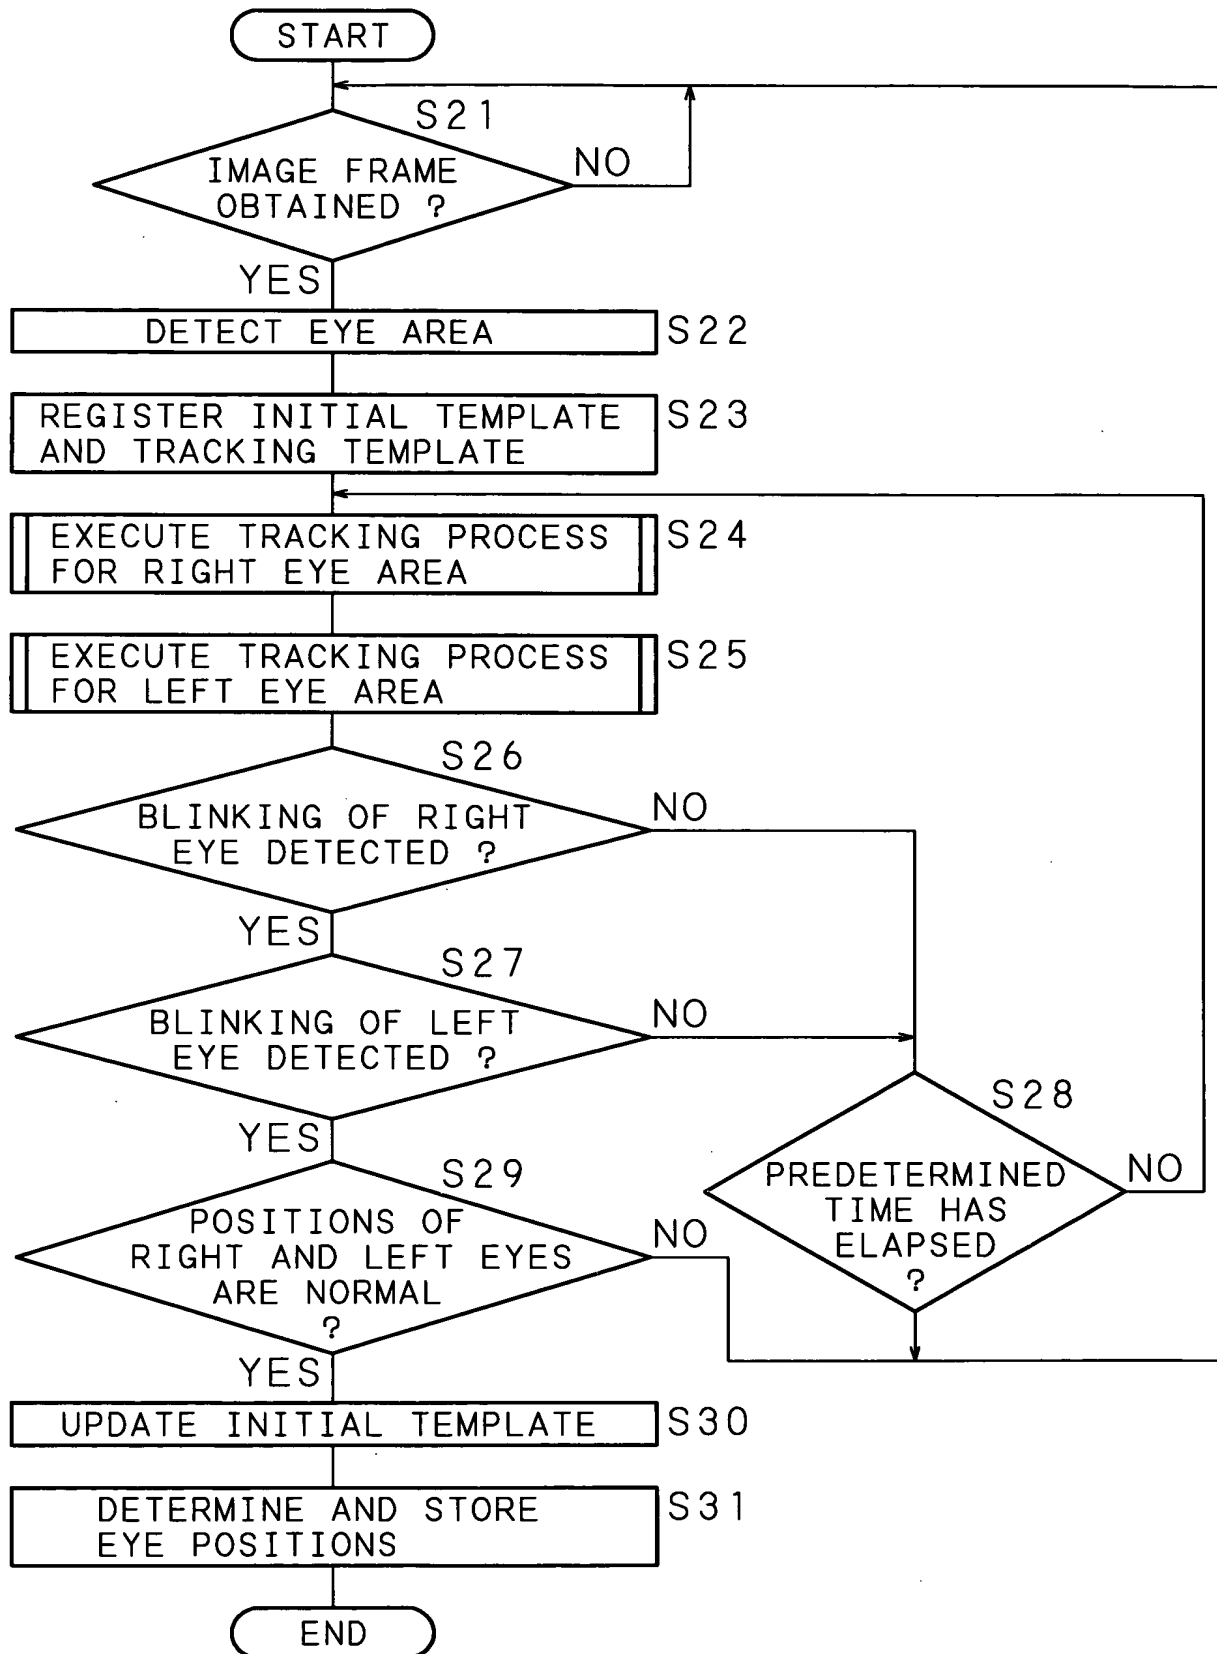 START
S21
IMAGE FRAME
OBTAINED ?
NO
YES
DETECT EYE AREA
S22
REGISTER INITIAL TEMPLATE
AND TRACKING TEMPLATE
S23
EXECUTE TRACKING PROCESS
FOR RIGHT EYE AREA
S24
EXECUTE TRACKING PROCESS
FOR LEFT EYE AREA
S25
S26
BLINKING OF RIGHT
EYE DETECTED ?
NO
YES
S27
BLINKING OF LEFT
EYE DETECTED ?
NO
YES
S28
PREDETERMINED
TIME HAS
ELAPSED
?
NO
S29
POSITIONS OF
RIGHT AND LEFT EYES
ARE NORMAL
?
NO
YES
UPDATE INITIAL TEMPLATE
S30
DETERMINE AND STORE
EYE POSITIONS
S31
END